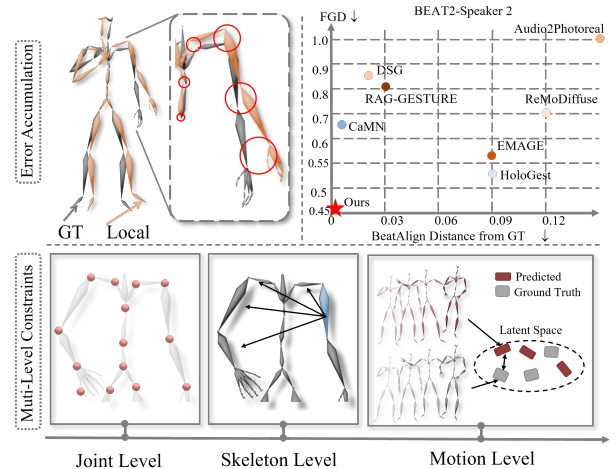 Error Accumulation
GT
Local
BEAT2-Speaker 2
FGD ↓
1.0
0.9
0.8
0.7
0.6
0.55
0.5
0.45
Audio2Photoreal
DSG
RAG-GESTURE
ReMoDiffuse
CaMN
EMAGE
HoloGest
Ours
0
0.03
0.06
0.09
0.12
BeatAlign Distance from GT ↓
Muti-Level Constraints
Predicted
Ground Truth
Latent Space
Joint Level
Skeleton Level
Motion Level